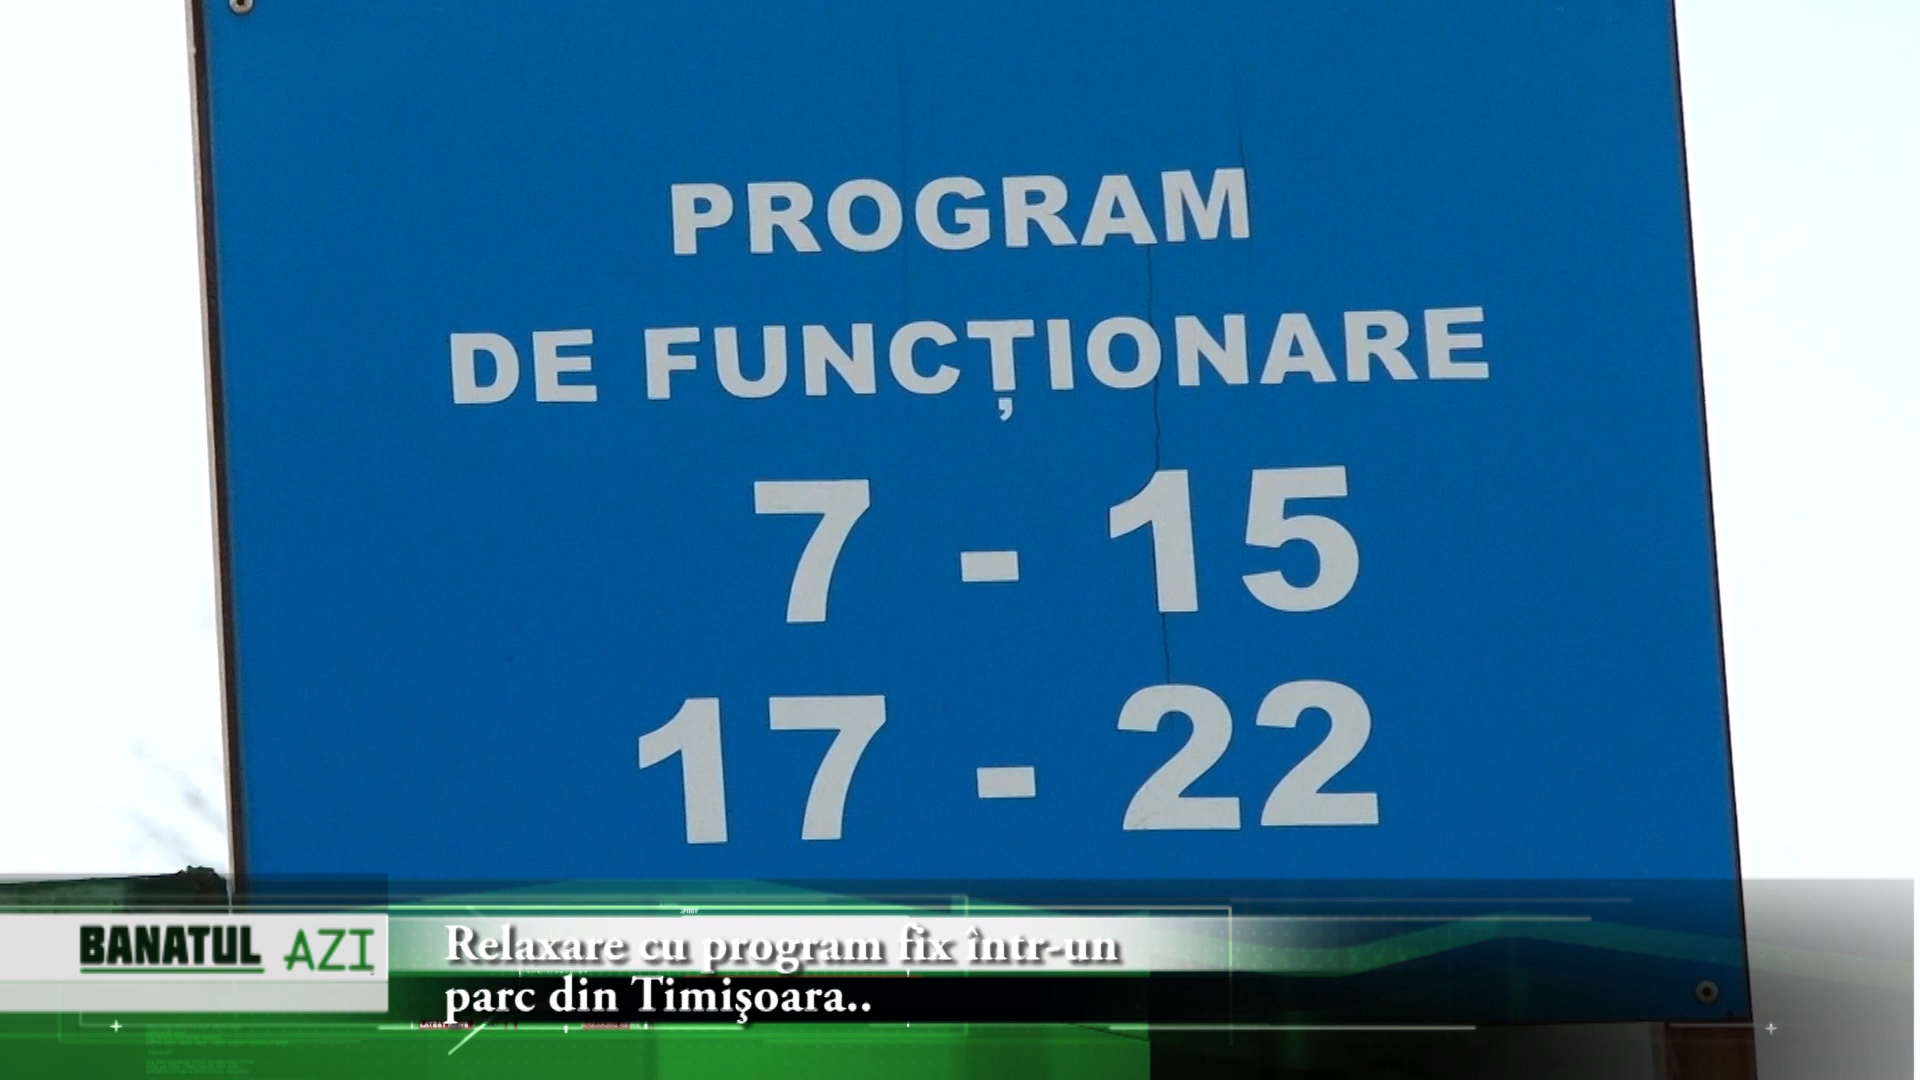 PROGRAM
DE FUNCȚIONARE
7 - 15
17 - 22
BANATUL AZI
Relaxare cu program fix într-un
parc din Timişoara..